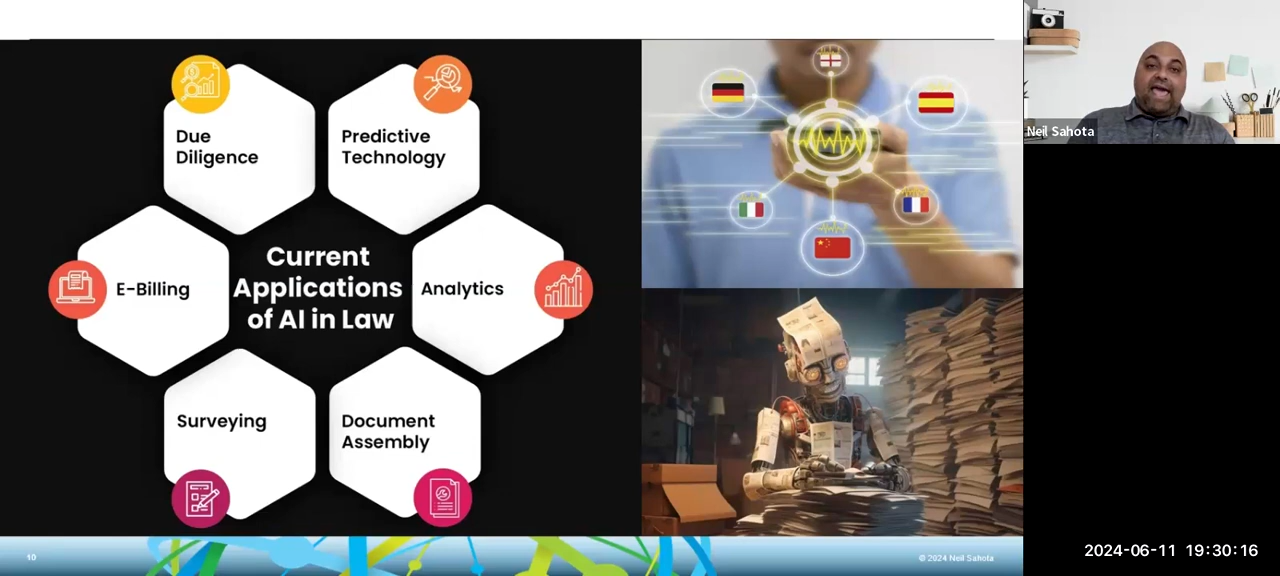 Due
Diligence
Predictive
Technology
E-Billing
Current
Applications
of AI in Law
Analytics
Surveying
Document
Assembly
10
© 2024 Neil Sahota
Neil Sahota
2024-06-11 19:30:16